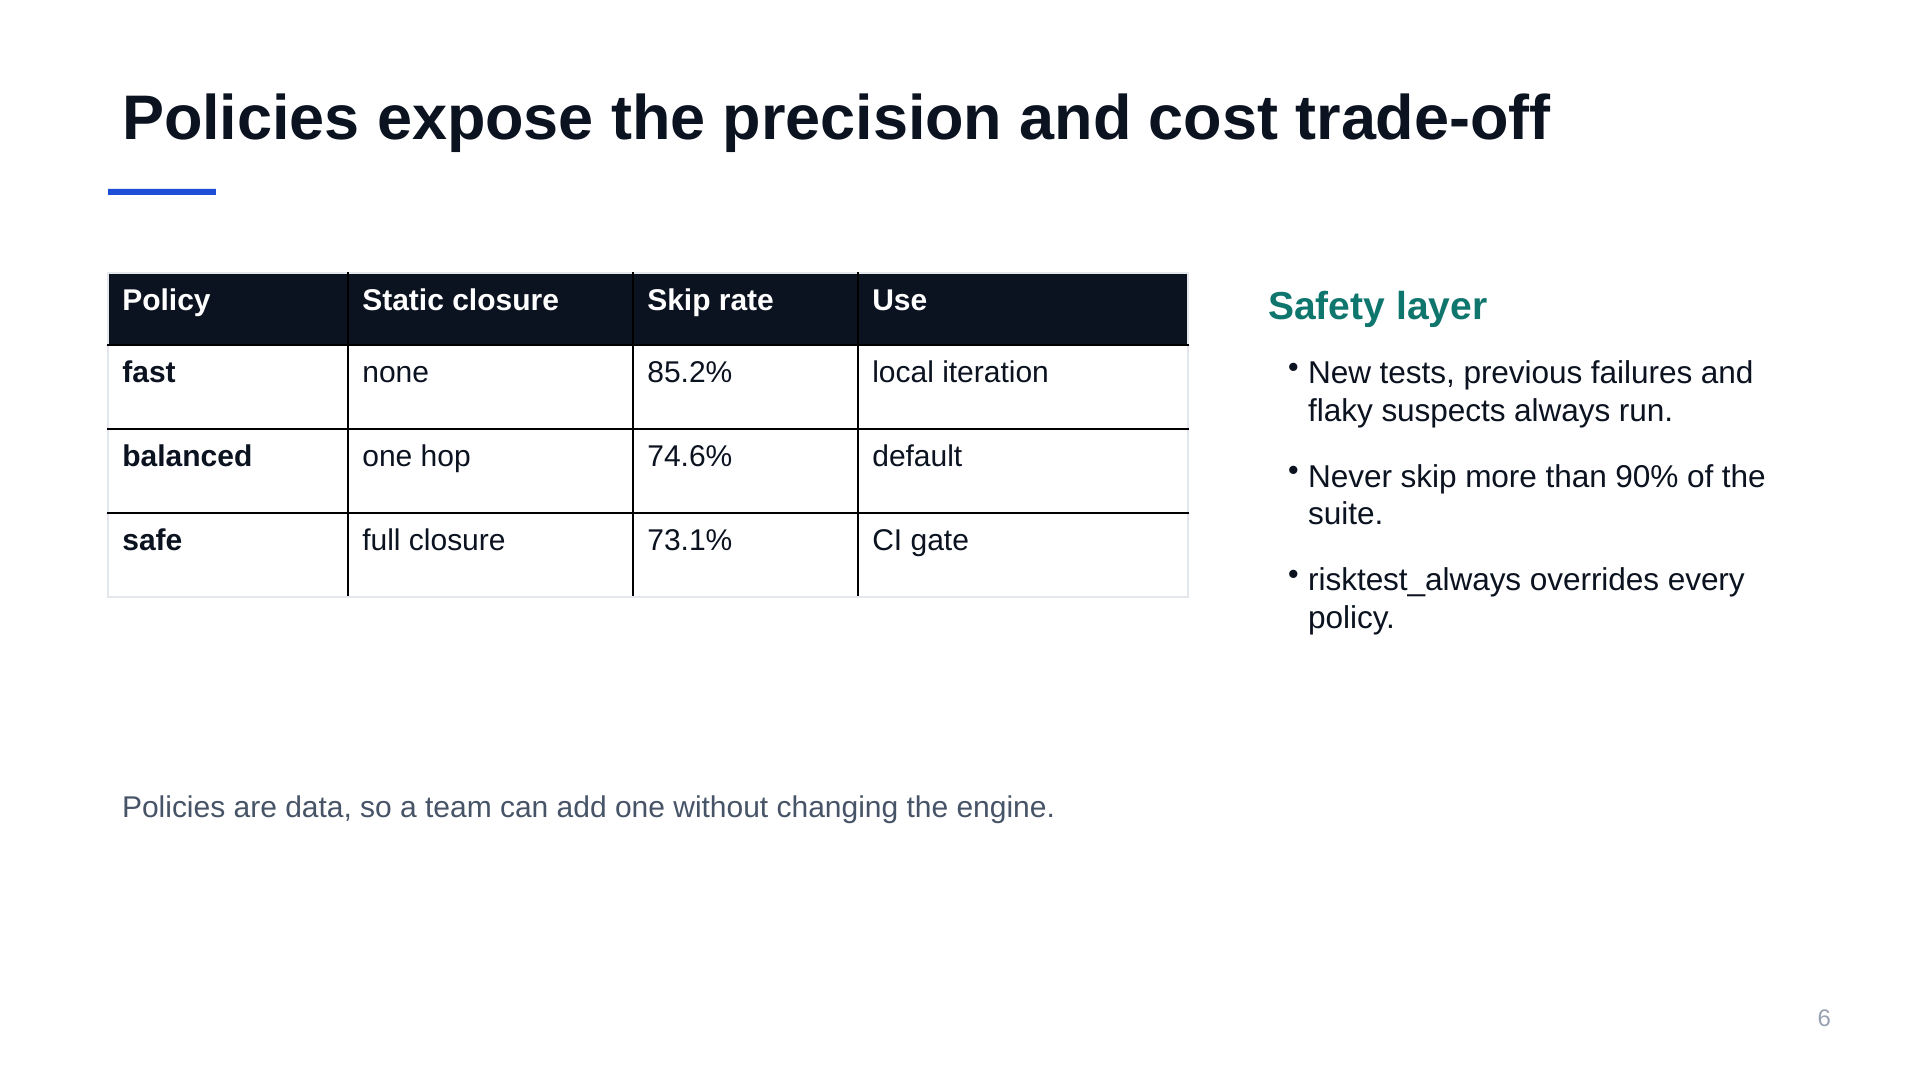 Policies expose the precision and cost trade-off
Policy Static closure Skip rate Use
fast none 85.2% local iteration
balanced one hop 74.6% default
safe full closure 73.1% CI gate
Safety layer
• New tests, previous failures and
flaky suspects always run.
• Never skip more than 90% of the
suite.
• risktest_always overrides every
policy.
Policies are data, so a team can add one without changing the engine.
6